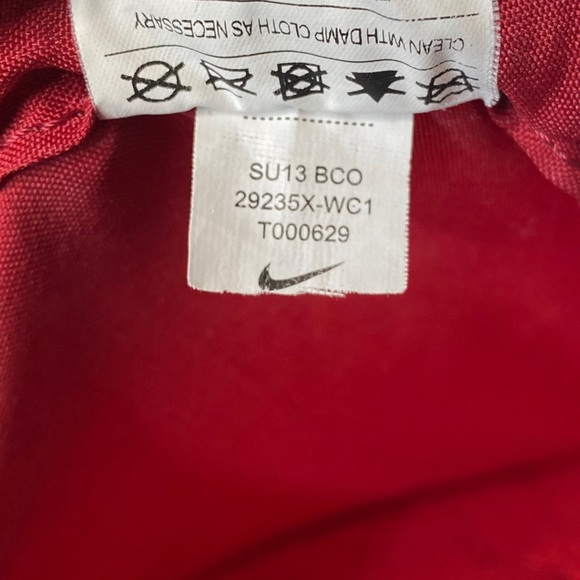 CLEAN WITH DAMP CLOTH AS NECESSARY
SU13 BCO
29235X-WC1
T000629